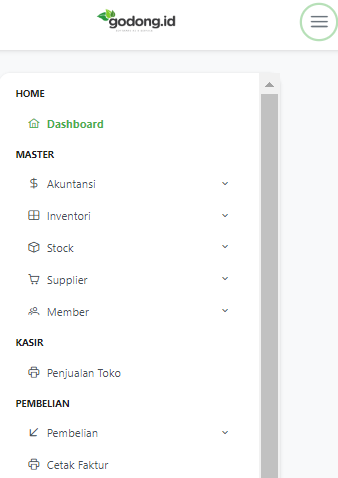 godong.id
HOME
Dashboard
MASTER
Akuntansi
Inventori
Stock
Supplier
Member
KASIR
Penjualan Toko
PEMBELIAN
Pembelian
Cetak Faktur